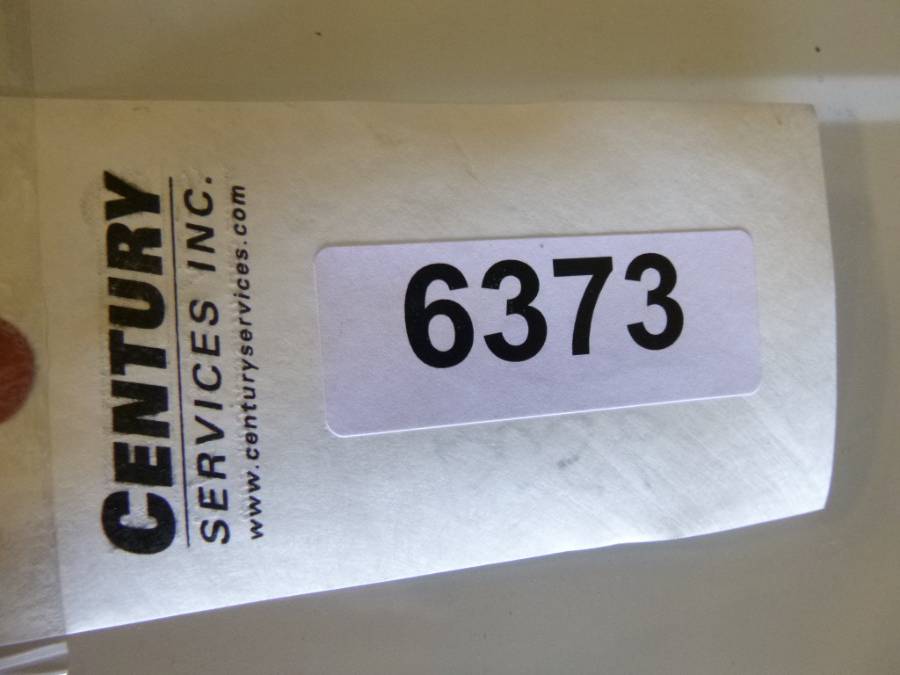 CENTURY
SERVICES INC.
www.centuryservices.com
6373